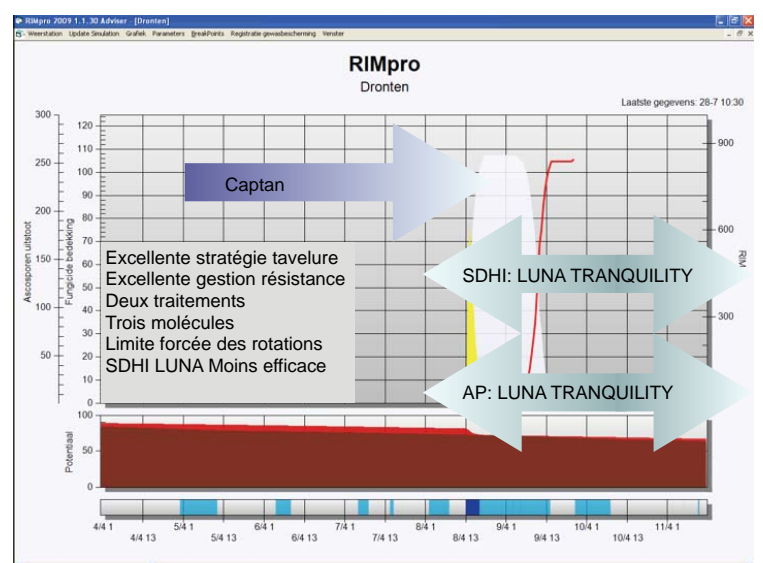 RIMpro 2009 1.1.30 Adviser - [Dronten]
Weerstation Update Simulation Grafiek Parameters BreakPoints Registratie gewasbescherming Venster
RIMpro
Dronten
Laatste gegevens: 28-7 10:30
Ascosporen uitstoot
300
250
200
150
100
50
Fungicide bedekking
120
110
100
90
80
70
60
50
40
30
20
10
0
900
600
300
RIM
Captan
Excellente stratégie tavelure
Excellente gestion résistance
Deux traitements
Trois molécules
Limite forcée des rotations
SDHI LUNA Moins efficace
SDHI: LUNA TRANQUILITY
AP: LUNA TRANQUILITY
Potentiaal
100
50
0
4/4 1 5/4 1 6/4 1 7/4 1 8/4 1 9/4 1 10/4 1 11/4 1
4/4 13 5/4 13 6/4 13 7/4 13 8/4 13 9/4 13 10/4 13